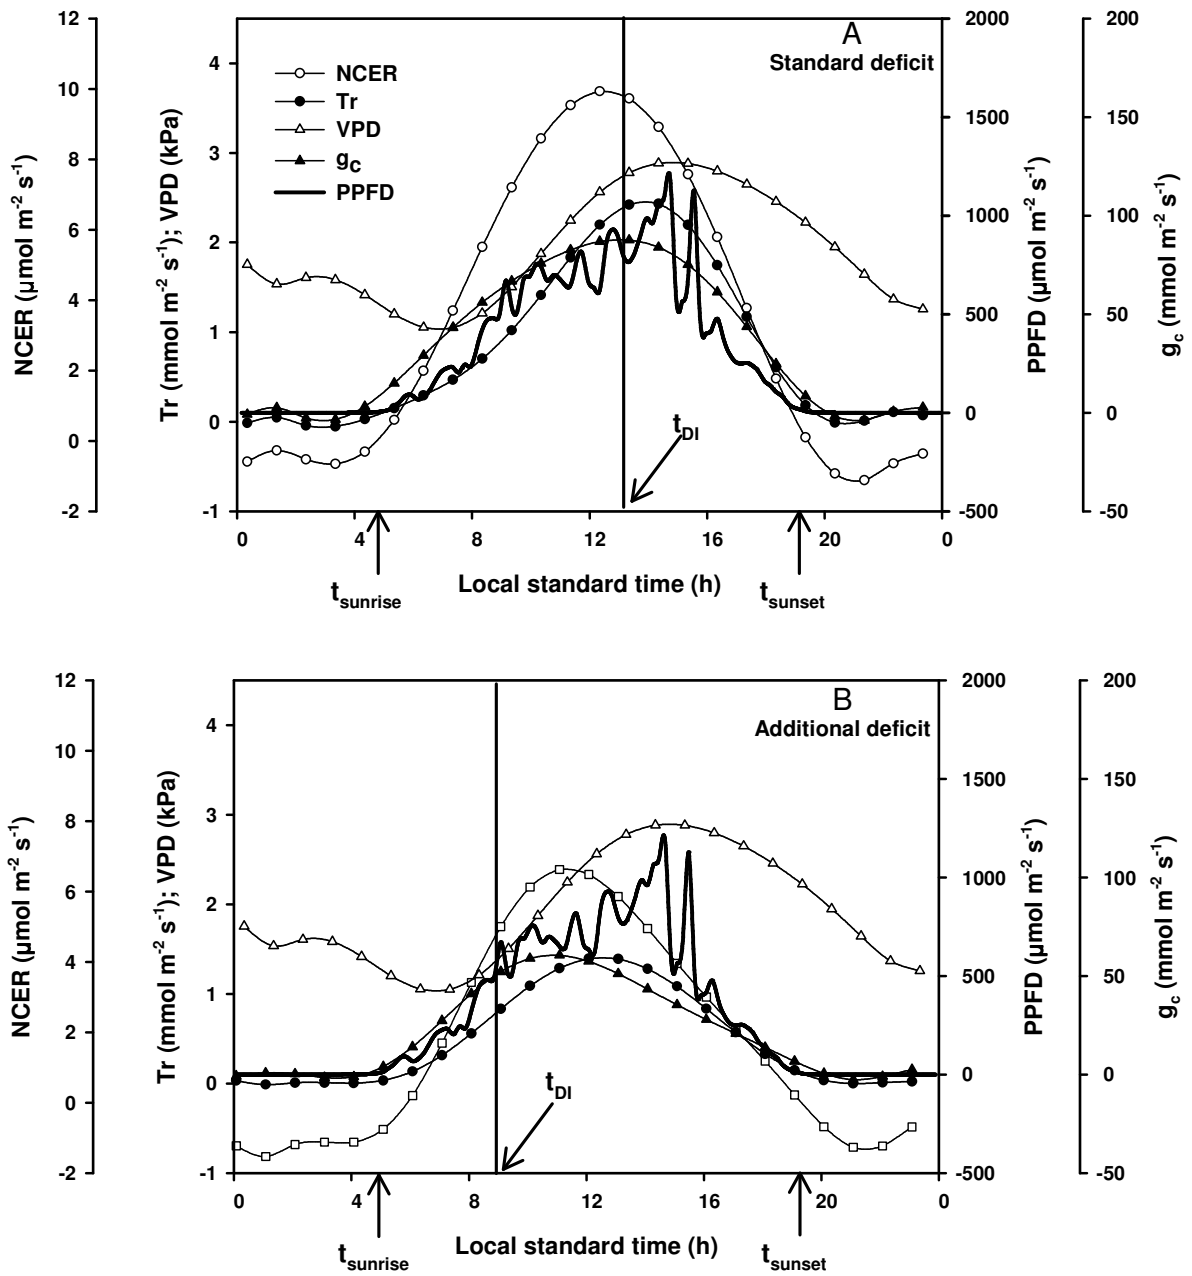 A
Standard deficit
NCER
Tr
VPD
gc
PPFD
NCER (µmol m-2 s-1)
12
10
8
6
4
2
0
-2
Tr (mmol m-2 s-1); VPD (kPa)
4
3
2
1
0
-1
PPFD (µmol m-2 s-1)
2000
1500
1000
500
0
-500
gc (mmol m-2 s-1)
200
150
100
50
0
-50
tDI
0 4 8 12 16 20 0
tsunrise
Local standard time (h)
tsunset
B
Additional deficit
NCER (µmol m-2 s-1)
12
10
8
6
4
2
0
-2
Tr (mmol m-2 s-1); VPD (kPa)
4
3
2
1
0
-1
PPFD (µmol m-2 s-1)
2000
1500
1000
500
0
-500
gc (mmol m-2 s-1)
200
150
100
50
0
-50
tDI
0 4 8 12 16 20 0
tsunrise
Local standard time (h)
tsunset